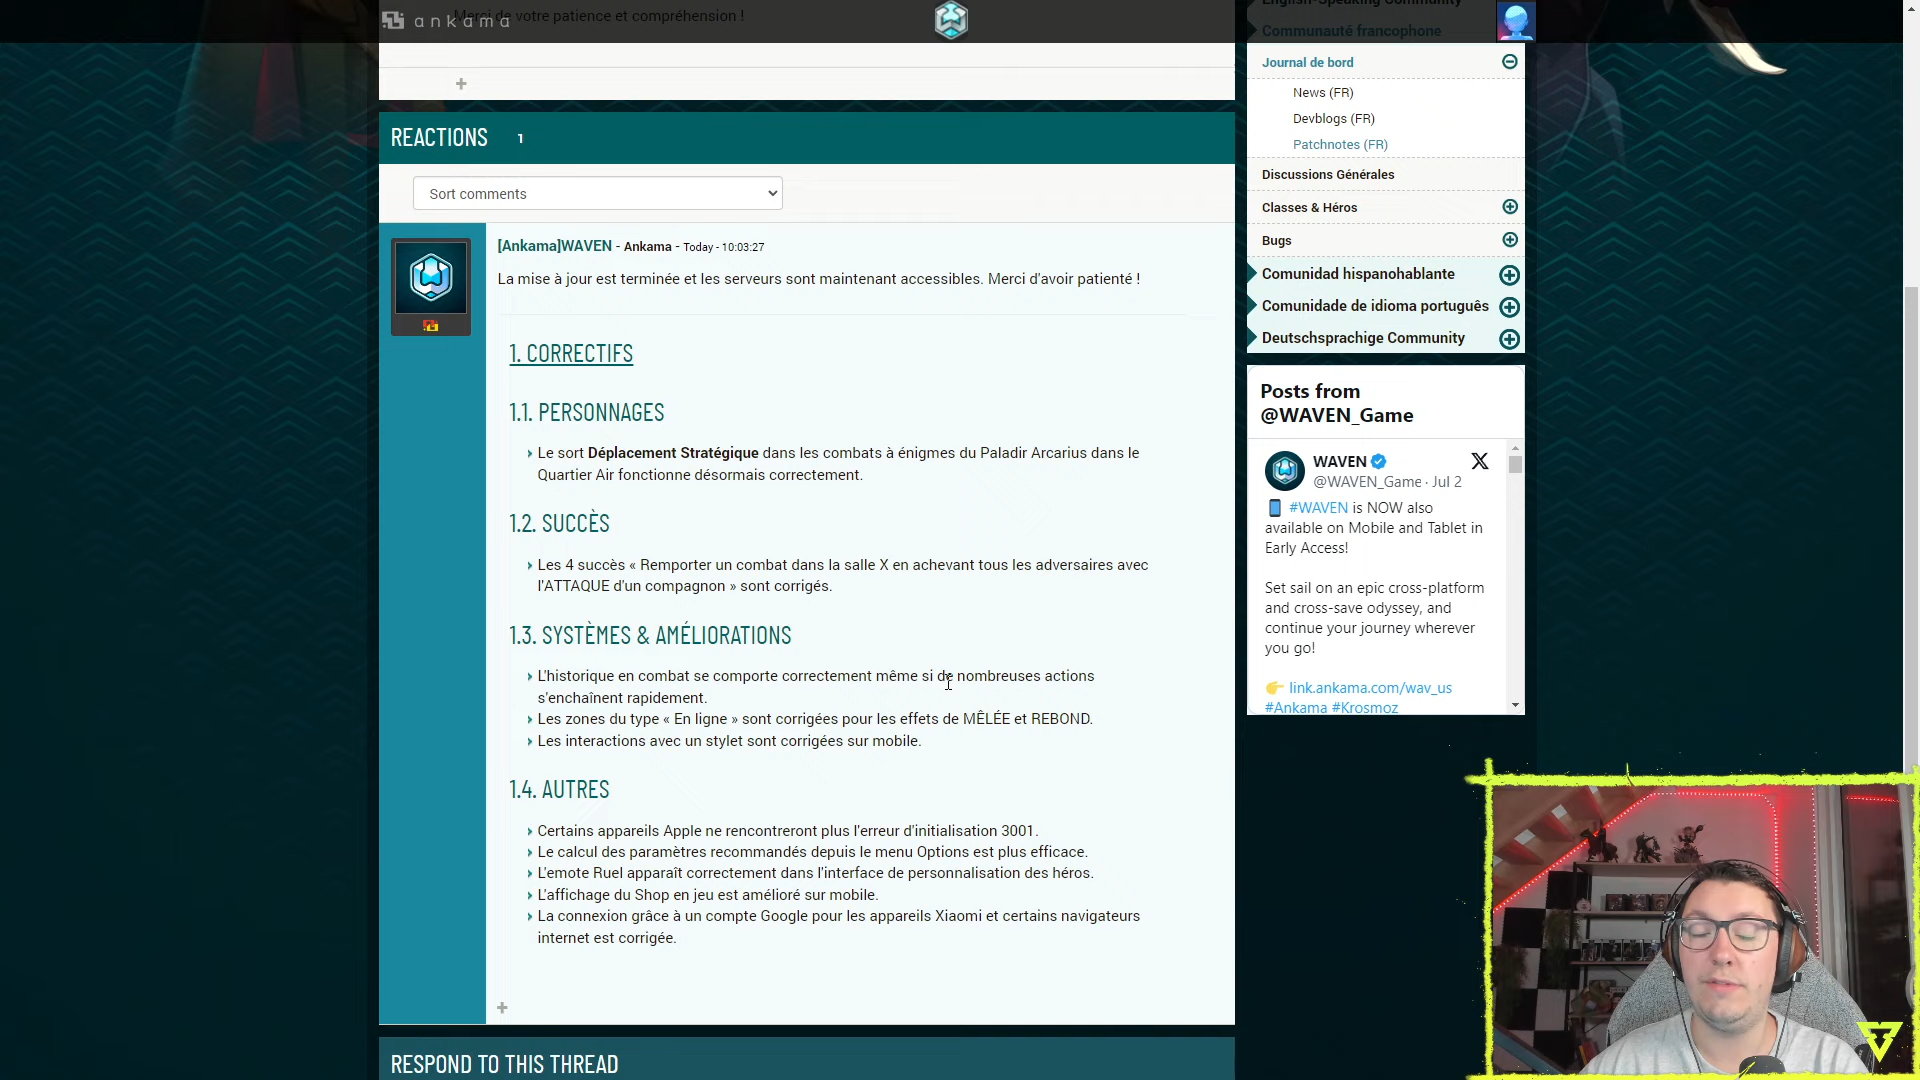 Merci de votre patience et compréhension !
ankama
REACTIONS 1
Sort comments
[Ankama]WAVEN - Ankama - Today - 10:03:27
La mise à jour est terminée et les serveurs sont maintenant accessibles. Merci d'avoir patienté !
1. CORRECTIFS
1.1. PERSONNAGES
Le sort Déplacement Stratégique dans les combats à énigmes du Paladir Arcarius dans le
Quartier Air fonctionne désormais correctement.
1.2. SUCCÈS
Les 4 succès « Remporter un combat dans la salle X en achevant tous les adversaires avec
l'ATTAQUE d'un compagnon » sont corrigés.
1.3. SYSTÈMES & AMÉLIORATIONS
L'historique en combat se comporte correctement même si de nombreuses actions
s'enchaînent rapidement.
Les zones du type « En ligne » sont corrigées pour les effets de MÊLÉE et REBOND.
Les interactions avec un stylet sont corrigées sur mobile.
1.4. AUTRES
Certains appareils Apple ne rencontreront plus l'erreur d'initialisation 3001.
Le calcul des paramètres recommandés depuis le menu Options est plus efficace.
L'emote Ruel apparaît correctement dans l'interface de personnalisation des héros.
L'affichage du Shop en jeu est amélioré sur mobile.
La connexion grâce à un compte Google pour les appareils Xiaomi et certains navigateurs
internet est corrigée.
RESPOND TO THIS THREAD
English-Speaking Community
Communauté francophone
Journal de bord
News (FR)
Devblogs (FR)
Patchnotes (FR)
Discussions Générales
Classes & Héros
Bugs
Comunidad hispanohablante
Comunidade de idioma português
Deutschsprachige Community
Posts from
@WAVEN_Game
WAVEN
@WAVEN_Game · Jul 2
#WAVEN is NOW also
available on Mobile and Tablet in
Early Access!
Set sail on an epic cross-platform
and cross-save odyssey, and
continue your journey wherever
you go!
link.ankama.com/wav_us
#Ankama #Krosmoz